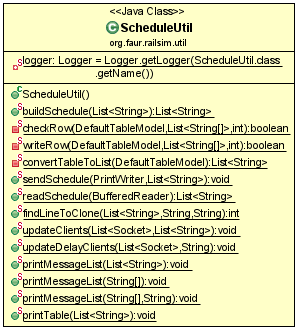 <<Java Class>>
C ScheduleUtil
org.faur.railsim.util
S logger: Logger = Logger.getLogger(ScheduleUtil.class
.getName())
C ScheduleUtil()
S buildSchedule(List<String>):List<String>
S checkRow(DefaultTableModel,List<String[]>,int):boolean
S writeRow(DefaultTableModel,List<String[]>,int):boolean
S convertTableToList(DefaultTableModel):List<String>
S sendSchedule(PrintWriter,List<String>):void
S readSchedule(BufferedReader):List<String>
S findLineToClone(List<String>,String,String):int
S updateClients(List<Socket>,List<String>):void
S updateDelayClients(List<Socket>,String):void
S printMessageList(List<String>):void
S printMessageList(String[]):void
S printMessageList(String[],String):void
S printTable(List<String>):void